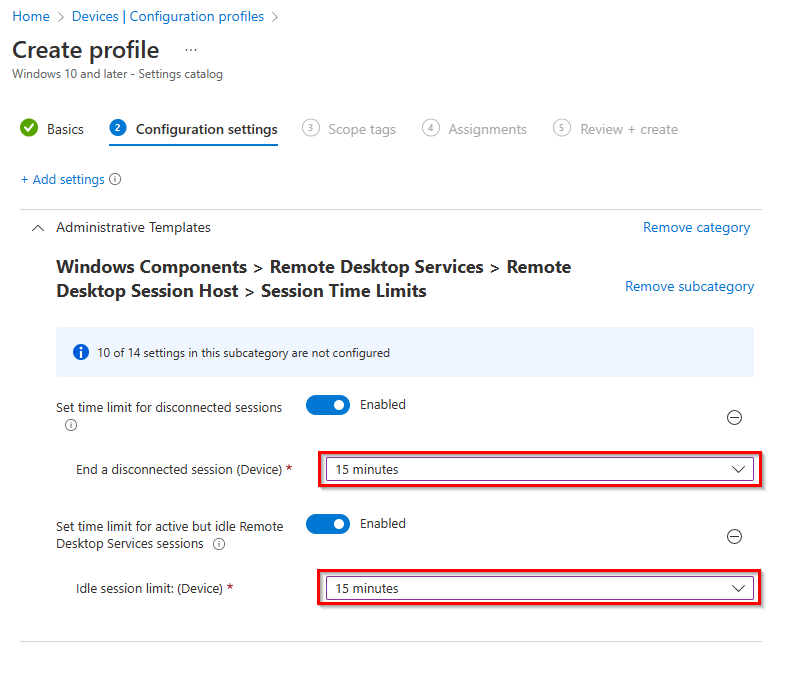 Home > Devices | Configuration profiles >
Create profile ...
Windows 10 and later - Settings catalog
Basics 2 Configuration settings 3 Scope tags 4 Assignments 5 Review + create
+ Add settings
Administrative Templates Remove category
Windows Components > Remote Desktop Services > Remote
Desktop Session Host > Session Time Limits
Remove subcategory
10 of 14 settings in this subcategory are not configured
Set time limit for disconnected sessions Enabled
End a disconnected session (Device) * 15 minutes
Set time limit for active but idle Remote
Desktop Services sessions
Enabled
Idle session limit: (Device) * 15 minutes